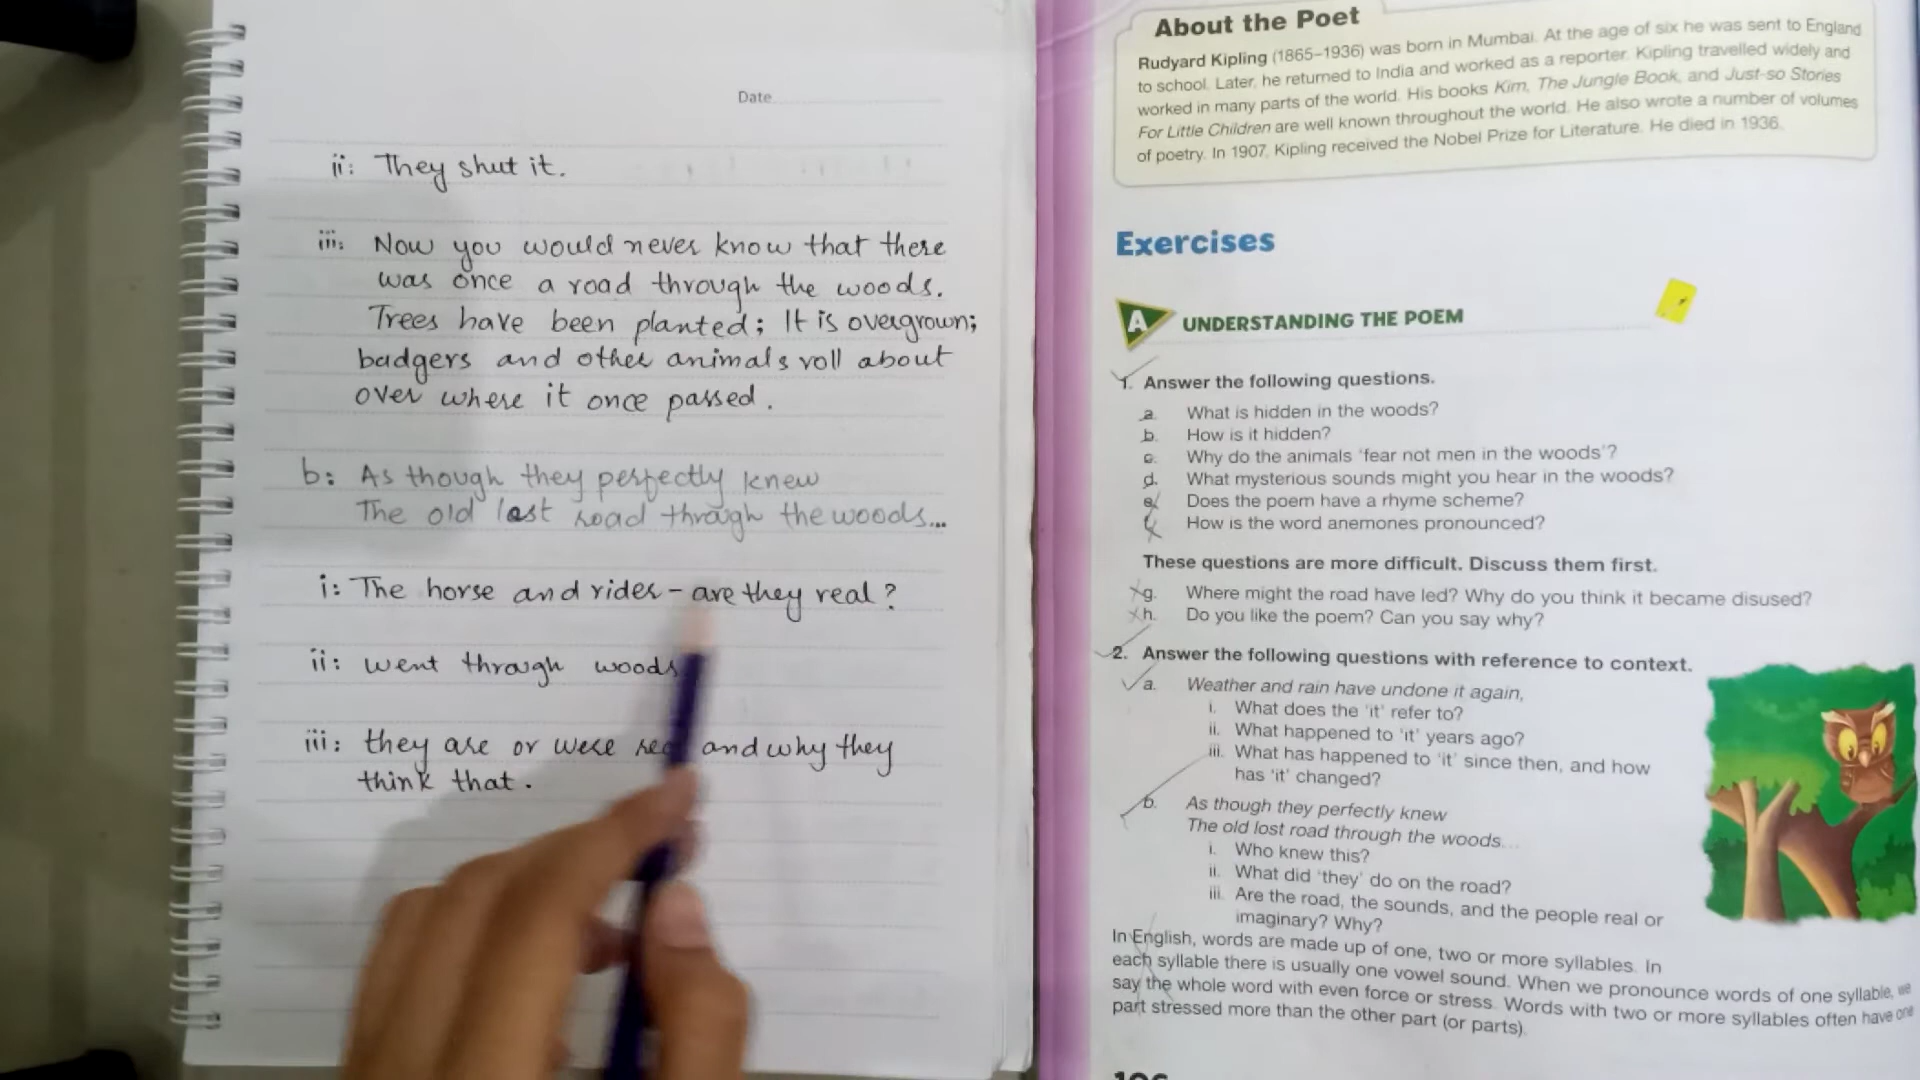 Date
ii: They shut it.
iii: Now you would never know that there
was once a road through the woods.
Trees have been planted; It is overgrown;
badgers and other animals roll about
over where it once passed.
b: As though they perfectly knew
The old lost road through the woods...
i: The horse and rider - are they real?
ii: went through woods
iii: they are or were and why they
think that.
About the Poet
Rudyard Kipling (1865–1936) was born in Mumbai. At the age of six he was sent to England
to school. Later, he returned to India and worked as a reporter. Kipling travelled widely and
worked in many parts of the world. His books Kim, The Jungle Book, and Just-so Stories
For Little Children are well known throughout the world. He also wrote a number of volumes
of poetry. In 1907, Kipling received the Nobel Prize for Literature. He died in 1936.
Exercises
A UNDERSTANDING THE POEM
1. Answer the following questions.
a. What is hidden in the woods?
b. How is it hidden?
c. Why do the animals 'fear not men in the woods'?
d. What mysterious sounds might you hear in the woods?
e. Does the poem have a rhyme scheme?
f. How is the word anemones pronounced?
These questions are more difficult. Discuss them first.
g. Where might the road have led? Why do you think it became disused?
h. Do you like the poem? Can you say why?
2. Answer the following questions with reference to context.
a. Weather and rain have undone it again,
i. What does the 'it' refer to?
ii. What happened to 'it' years ago?
iii. What has happened to 'it' since then, and how
has 'it' changed?
b. As though they perfectly knew
The old lost road through the woods...
i. Who knew this?
ii. What did 'they' do on the road?
iii. Are the road, the sounds, and the people real or
imaginary? Why?
In English, words are made up of one, two or more syllables. In
each syllable there is usually one vowel sound. When we pronounce words of one syllable, we
say the whole word with even force or stress. Words with two or more syllables often have one
part stressed more than the other part (or parts).